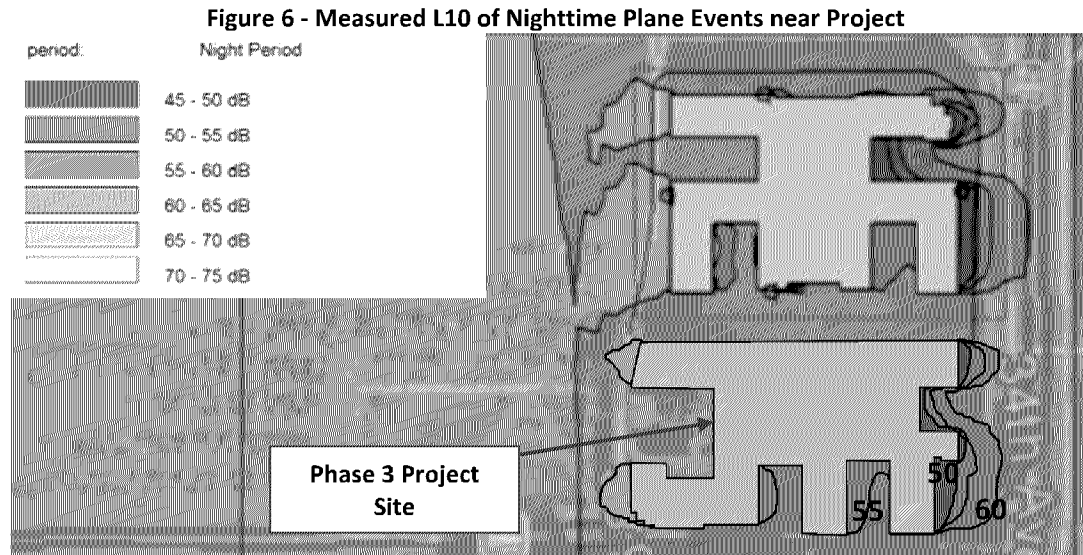 Figure 6 - Measured L10 of Nighttime Plane Events near Project
period: Night Period
45 - 50 dB
50 - 55 dB
55 - 60 dB
60 - 65 dB
65 - 70 dB
70 - 75 dB
34th Av
Phase 3 Project
Site
50
55
60